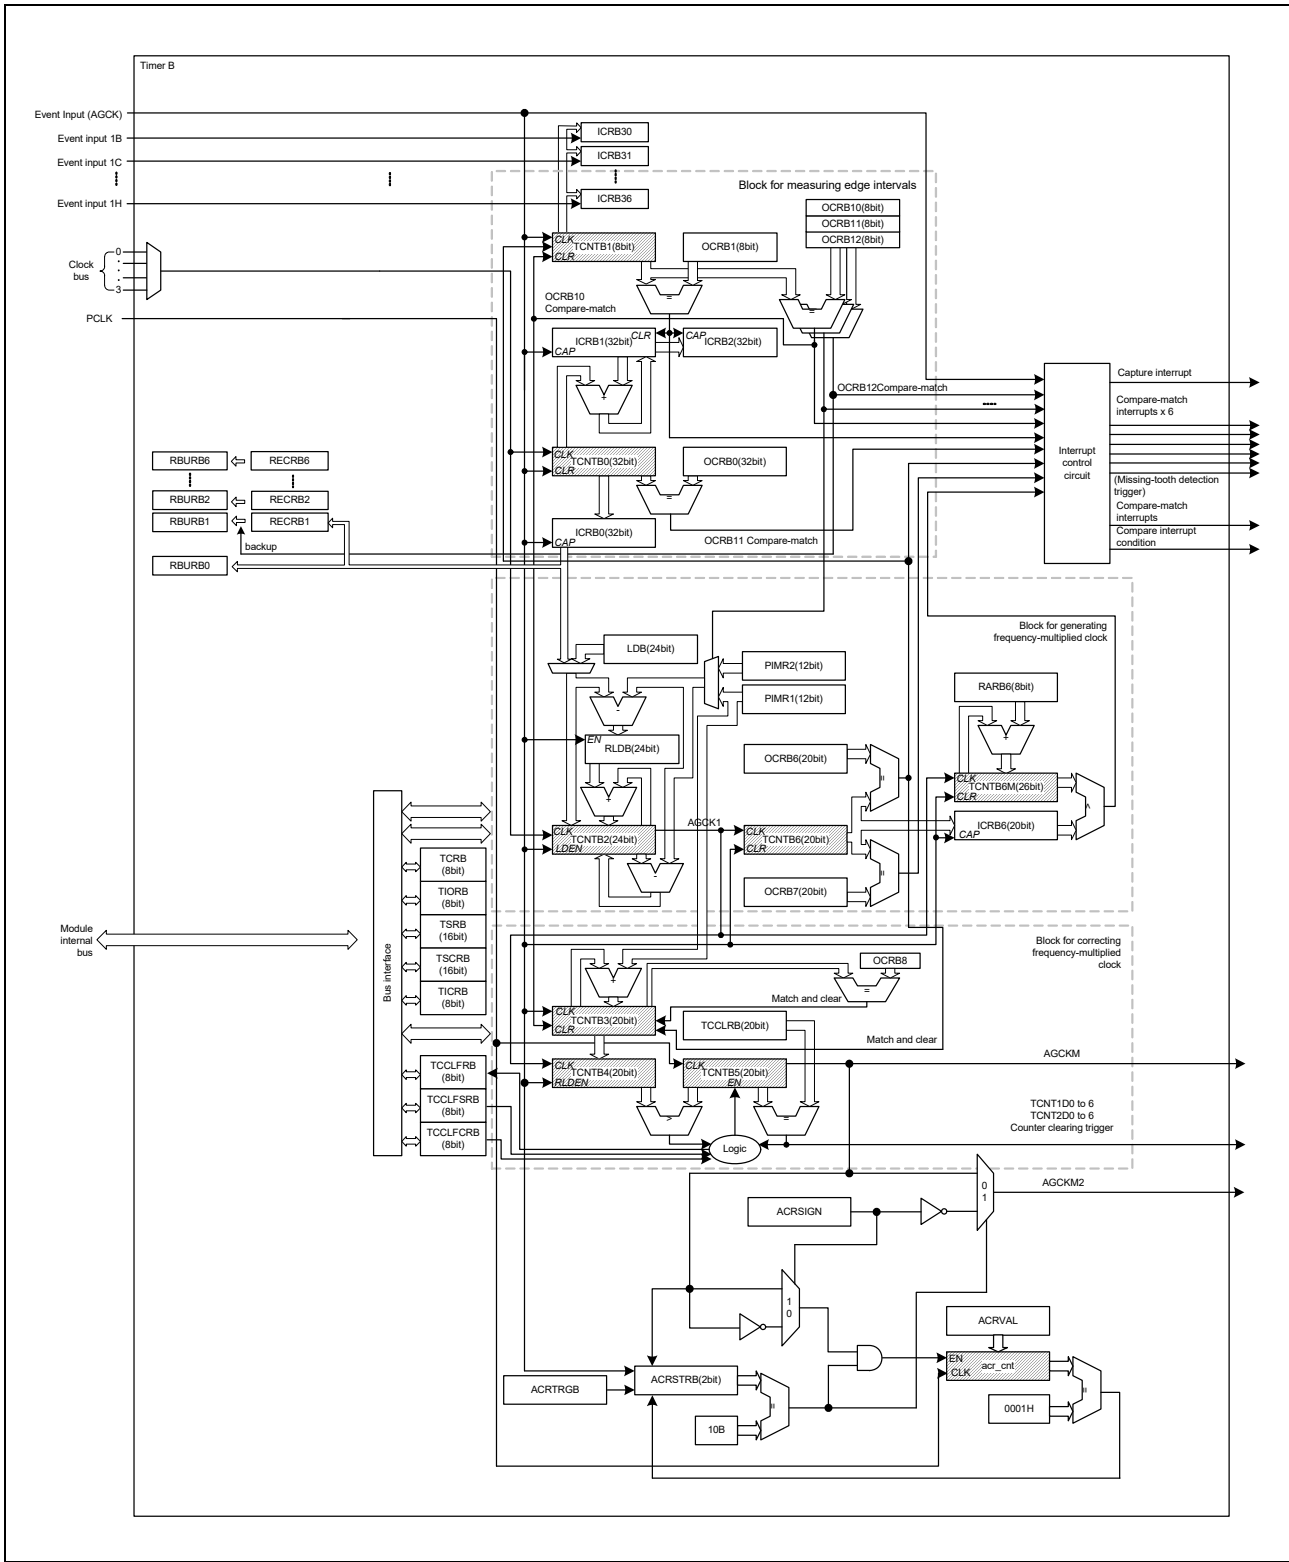 Timer B
Event Input (AGCK)
Event input 1B
Event input 1C
Event input 1H
ICRB30
ICRB31
ICRB36
Block for measuring edge intervals
OCRB10(8bit)
OCRB11(8bit)
OCRB12(8bit)
CLK
TCNTB1(8bit)
CLR
OCRB1(8bit)
=
=
0
Clock
bus
3
PCLK
OCRB10
Compare-match
ICRB1(32bit)
CLR
CAP
CAP
ICRB2(32bit)
+
OCRB12Compare-match
Capture interrupt
Compare-match
interrupts x 6
Interrupt
control
circuit
(Missing-tooth detection
trigger)
Compare-match
interrupts
Compare interrupt
condition
CLK
TCNTB0(32bit)
CLR
OCRB0(32bit)
=
ICRB0(32bit)
CAP
OCRB11 Compare-match
RBURB6
RECRB6
RBURB2
RECRB2
RBURB1
RECRB1
backup
RBURB0
Block for generating
frequency-multiplied clock
LDB(24bit)
PIMR2(12bit)
PIMR1(12bit)
RARB6(8bit)
-
+
EN
RLDB(24bit)
OCRB6(20bit)
=
+
CLK
TCNTB6M(26bit)
CLR
<
ICRB6(20bit)
CAP
AGCK1
CLK
TCNTB2(24bit)
LDEN
CLK
TCNTB6(20bit)
CLR
-
=
OCRB7(20bit)
Module
internal
bus
Bus interface
TCRB
(8bit)
TIORB
(8bit)
TSRB
(16bit)
TSCRB
(16bit)
TICRB
(8bit)
TCCLFRB
(8bit)
TCCLFSRB
(8bit)
TCCLFCRB
(8bit)
Block for correcting
frequency-multiplied
clock
OCRB8
+
=
Match and clear
CLK
TCNTB3(20bit)
CLR
TCCLRB(20bit)
Match and clear
CLK
TCNTB4(20bit)
RLDEN
CLK
TCNTB5(20bit)
EN
AGCKM
>
=
Logic
TCNT1D0 to 6
TCNT2D0 to 6
Counter clearing trigger
0
1
AGCKM2
ACRSIGN
1
0
ACRVAL
EN
acr_cnt
CLK
ACRTRGB
ACRSTRB(2bit)
=
10B
0001H
=